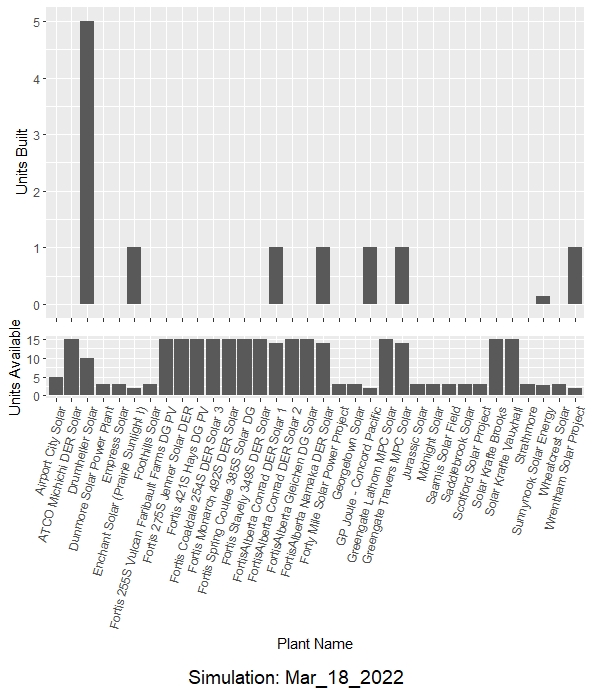 5
4
3
2
1
0
Units Built
15
10
5
0
Units Available
Airport City Solar
ATCO Michichi DER Solar
Drumheller Solar
Dunmore Solar Power Plant
Empress Solar
Enchant Solar (Prairie Sunlight I)
Foothills Solar
Fortis 255S Vulcan Faribault Farms DG PV
Fortis 275S Jenner Solar DER
Fortis 421S Hays DG PV
Fortis Coaldale 254S DER Solar 3
Fortis Monarch 492S DER Solar
Fortis Spring Coulee 385S Solar DG
Fortis Stavely 349S DER Solar
FortisAlberta Conrad DER Solar 1
FortisAlberta Conrad DER Solar 2
FortisAlberta Gleichen DG Solar
FortisAlberta Namaka DER Solar
Forty Mile Solar Power Project
Georgetown Solar
GP Joule - Concord Pacific
Greengate Lathom MPC Solar
Greengate Travers MPC Solar
Jurassic Solar
Midnight Solar
Saamis Solar Field
Saddlebrook Solar
Scotford Solar Project
Solar Krafte Brooks
Solar Krafte Vauxhall
Strathmore
Sunnynook Solar Energy
Wheatcrest Solar
Wrentham Solar Project
Plant Name
Simulation: Mar_18_2022